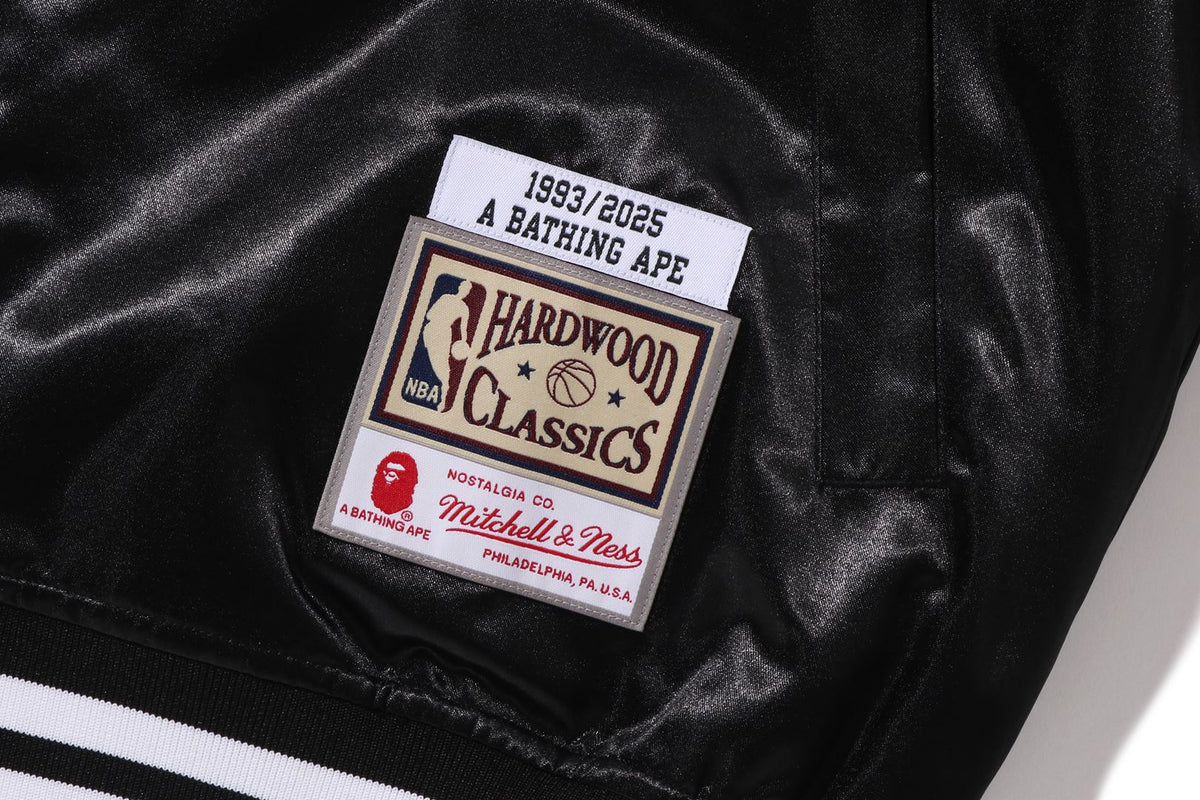 1993/2025
A BATHING APE
HARDWOOD
CLASSICS
NBA
A BATHING APE®
NOSTALGIA CO.
Mitchell & Ness
PHILADELPHIA, PA. U.S.A.